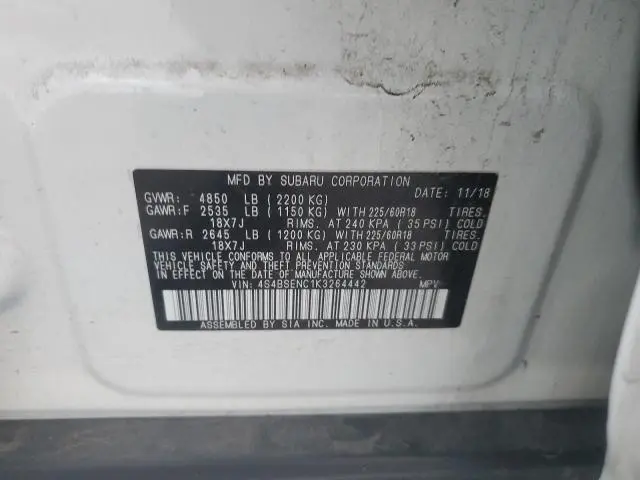 MFD BY SUBARU CORPORATION
DATE: 11/18
GVWR: 4850 LB (2200 KG)
GAWR:F 2535 LB (1150 KG) WITH 225/60R18 TIRES.
18X7J RIMS. AT 240 KPA (35 PSI) COLD
GAWR:R 2645 LB (1200 KG) WITH 225/60R18 TIRES.
18X7J RIMS. AT 230 KPA (33 PSI) COLD
THIS VEHICLE CONFORMS TO ALL APPLICABLE FEDERAL MOTOR
VEHICLE SAFETY AND THEFT PREVENTION STANDARDS
IN EFFECT ON THE DATE OF MANUFACTURE SHOWN ABOVE.
VIN: 4S4BSENC1K3264442 MPV
ASSEMBLED BY SIA INC. MADE IN U.S.A.